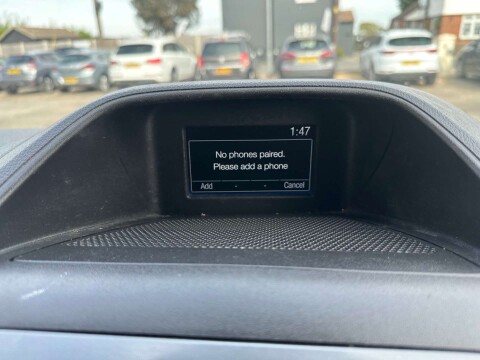 1:47
No phones paired.
Please add a phone
Add - - Cancel